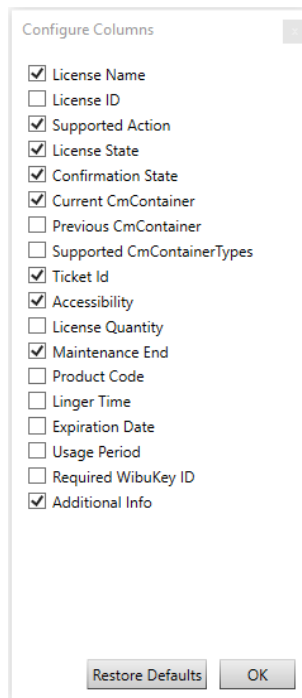 Configure Columns
License Name
License ID
Supported Action
License State
Confirmation State
Current CmContainer
Previous CmContainer
Supported CmContainerTypes
Ticket Id
Accessibility
License Quantity
Maintenance End
Product Code
Linger Time
Expiration Date
Usage Period
Required WibuKey ID
Additional Info
Restore Defaults OK